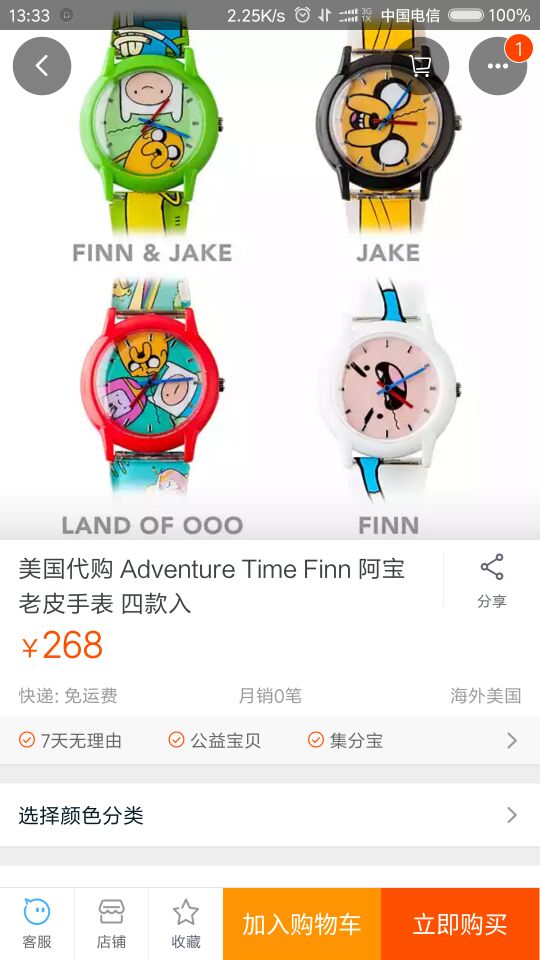 13:33
2.25K/s
3G
1X
中国电信
100%
1
FINN & JAKE
JAKE
LAND OF OOO
FINN
美国代购 Adventure Time Finn 阿宝
老皮手表 四款入
分享
￥268
快递: 免运费
月销0笔
海外美国
7天无理由
公益宝贝
集分宝
选择颜色分类
客服
店铺
收藏
加入购物车
立即购买